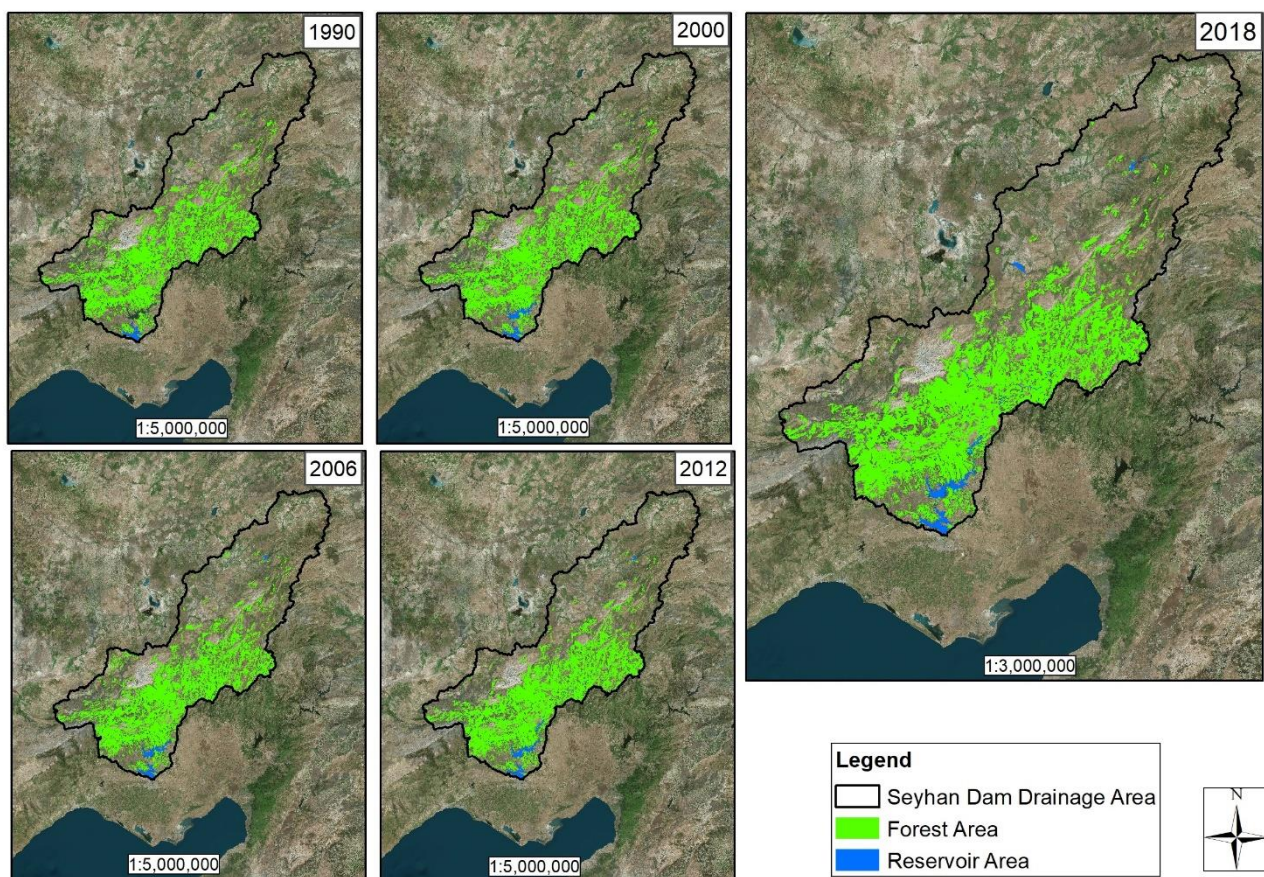 1990
2000
2018
1:5,000,000
1:5,000,000
2006
2012
1:3,000,000
1:5,000,000
1:5,000,000
Legend
Seyhan Dam Drainage Area
Forest Area
Reservoir Area
N